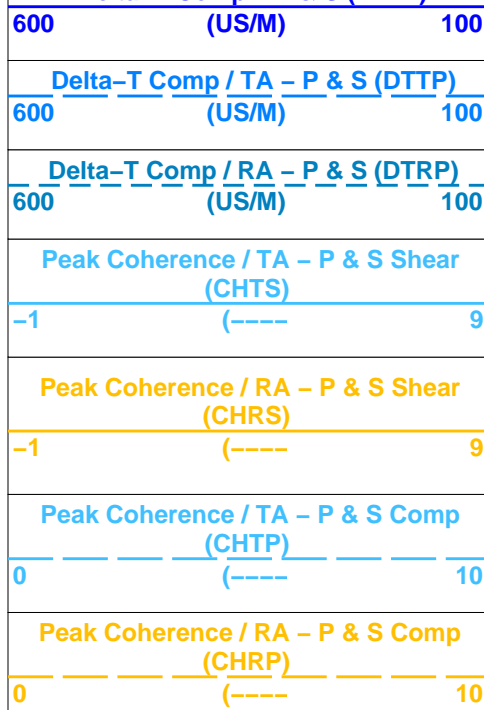 600 (US/M) 100
Delta–T Comp / TA – P & S (DTTP)
600 (US/M) 100
Delta–T Comp / RA – P & S (DTRP)
600 (US/M) 100
Peak Coherence / TA – P & S Shear
(CHTS)
–1 (–––– 9
Peak Coherence / RA – P & S Shear
(CHRS)
–1 (–––– 9
Peak Coherence / TA – P & S Comp
(CHTP)
0 (–––– 10
Peak Coherence / RA – P & S Comp
(CHRP)
0 (–––– 10